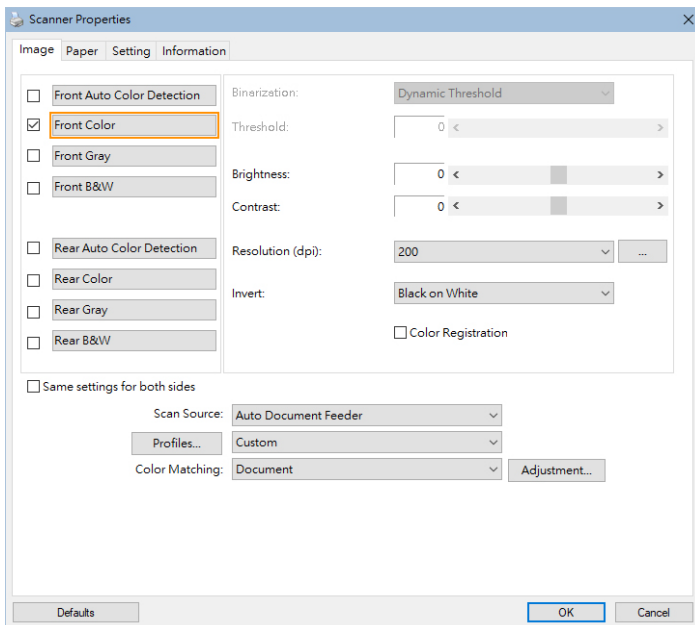 Scanner Properties
Image Paper Setting Information
Front Auto Color Detection
Front Color
Front Gray
Front B&W
Rear Auto Color Detection
Rear Color
Rear Gray
Rear B&W
Binarization: Dynamic Threshold
Threshold: 0
Brightness: 0
Contrast: 0
Resolution (dpi): 200 ...
Invert: Black on White
Color Registration
Same settings for both sides
Scan Source: Auto Document Feeder
Profiles... Custom
Color Matching: Document Adjustment...
Defaults OK Cancel